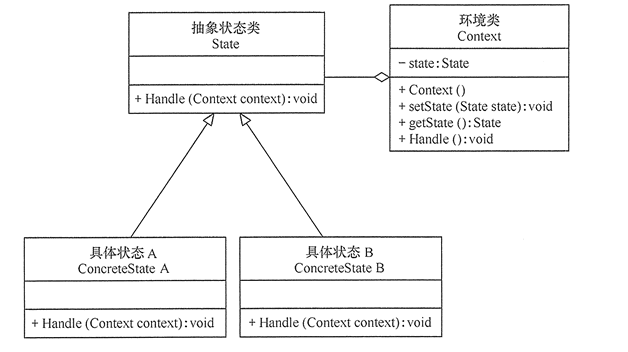 抽象状态类
State
+ Handle (Context context): void
环境类
Context
− state: State
+ Context ()
+ setState (State state): void
+ getState (): State
+ Handle (): void
具体状态 A
ConcreteState A
+ Handle (Context context): void
具体状态 B
ConcreteState B
+ Handle (Context context): void